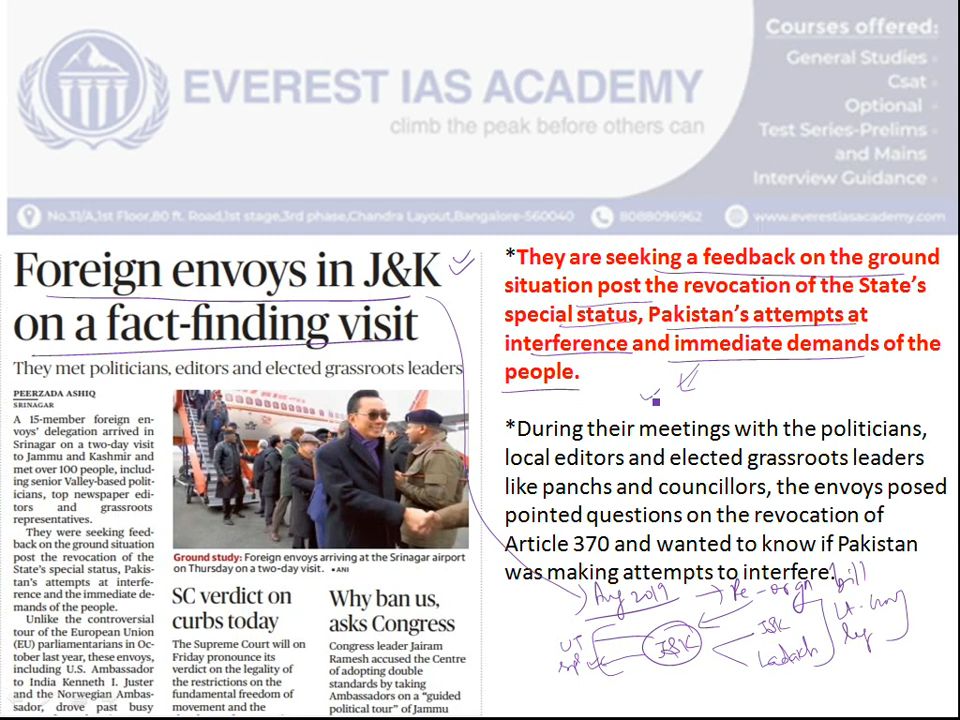 Courses offered:
General Studies
Csat
Optional
Test Series-Prelims
and Mains
Interview Guidance
EVEREST IAS ACADEMY
climb the peak before others can
No.31/A,1st Floor,80 ft. Road,1st stage,3rd phase,Chandra Layout,Bangalore-560040
8088096962
www.everestiasacademy.com
Foreign envoys in J&K
on a fact-finding visit
They met politicians, editors and elected grassroots leaders
PEERZADA ASHIQ
SRINAGAR
A 15-member foreign en-
voys' delegation arrived in
Srinagar on a two-day visit
to Jammu and Kashmir and
met over 100 people, includ-
ing senior Valley-based polit-
icians, top newspaper edi-
tors and grassroots
representatives.
They were seeking feed-
back on the ground situation
post the revocation of the
State's special status, Pakis-
tan's attempts at interfe-
rence and the immediate de-
mands of the people.
Unlike the controversial
tour of the European Union
(EU) parliamentarians in Oc-
tober last year, these envoys,
including U.S. Ambassador
to India Kenneth I. Juster
and the Norwegian Ambas-
sador, drove past busy
Ground study: Foreign envoys arriving at the Srinagar airport
on Thursday on a two-day visit. •ANI
SC verdict on
curbs today
The Supreme Court will on
Friday pronounce its
verdict on the legality of
the restrictions on the
fundamental freedom of
movement and the
Why ban us,
asks Congress
Congress leader Jairam
Ramesh accused the Centre
of adopting double
standards by taking
Ambassadors on a "guided
political tour" of Jammu
*They are seeking a feedback on the ground
situation post the revocation of the State's
special status, Pakistan's attempts at
interference and immediate demands of the
people.
*During their meetings with the politicians,
local editors and elected grassroots leaders
like panchs and councillors, the envoys posed
pointed questions on the revocation of
Article 370 and wanted to know if Pakistan
was making attempts to interfere.
Aug 2019 → Re-orgn bill
J&K
J&K
Ladakh
UT